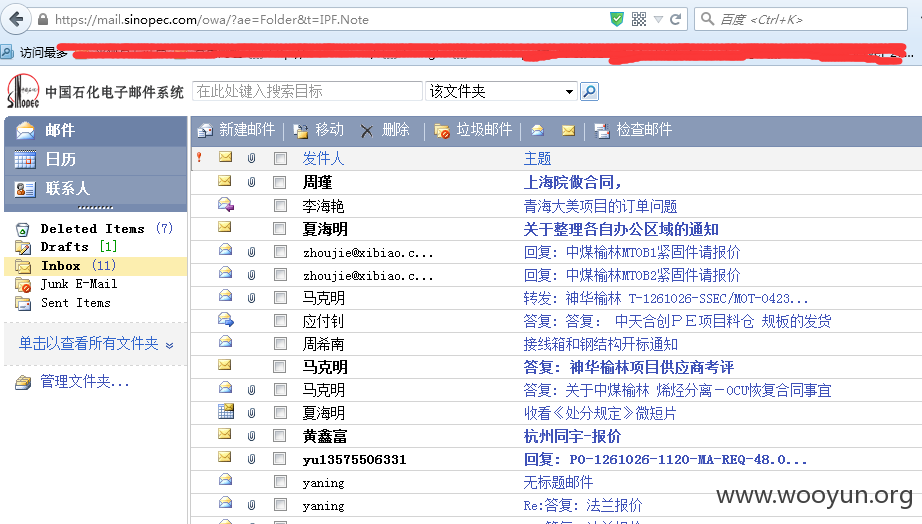 https://mail.sinopec.com/owa/?ae=Folder&t=IPF.Note
百度 <Ctrl+K>
访问最多
SINOPEC 中国石化电子邮件系统 在此处键入搜索目标 该文件夹
邮件
日历
联系人
Deleted Items (7)
Drafts [1]
Inbox (11)
Junk E-Mail
Sent Items
单击以查看所有文件夹
管理文件夹...
新建邮件 移动 删除 垃圾邮件 检查邮件
发件人 主题
周瑾 上海院做合同,
李海艳 青海大美项目的订单问题
夏海明 关于整理各自办公区域的通知
zhoujie@xibiao.c... 回复: 中煤榆林MTOB1紧固件请报价
zhoujie@xibiao.c... 回复: 中煤榆林MTOB2紧固件请报价
马克明 转发: 神华榆林 T-1261026-SSEC/MOT-0423...
应付钊 答复: 答复: 中天合创PE项目料仓 规板的发货
周希南 接线箱和钢结构开标通知
马克明 答复: 神华榆林项目供应商考评
马克明 答复: 关于中煤榆林 烯烃分离-OCU恢复合同事宜
夏海明 收看《处分规定》微短片
黄鑫富 杭州同宇-报价
yu13575506331 回复: PO-1261026-1120-MA-REQ-48.0...
yaning 无标题邮件
yaning Re:答复: 法兰报价
www.wooyun.org